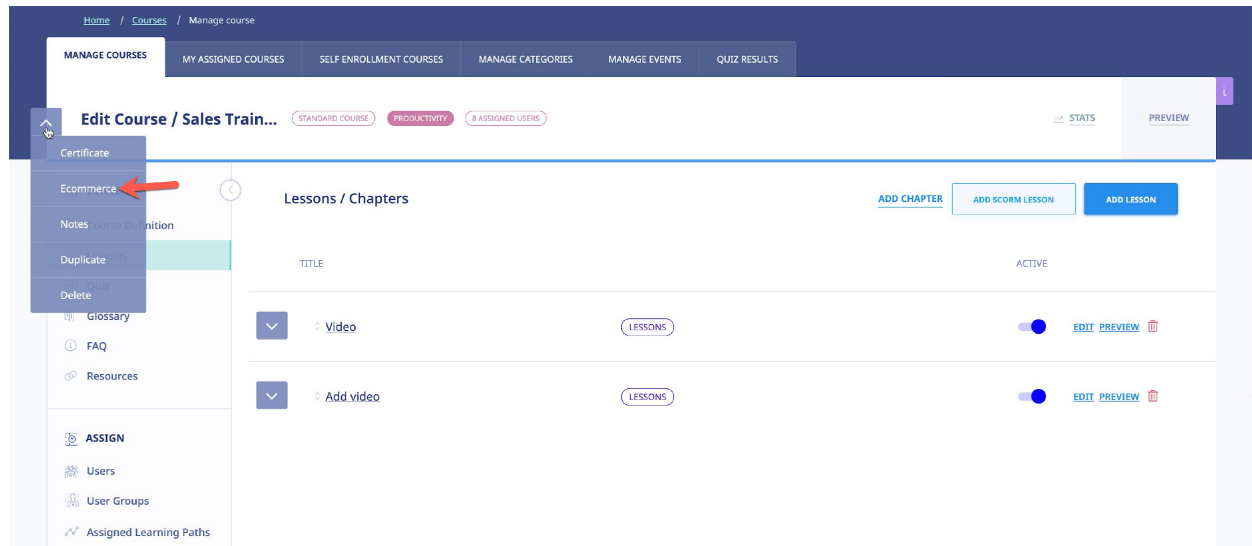 Home / Courses / Manage course
MANAGE COURSES MY ASSIGNED COURSES SELF ENROLLMENT COURSES MANAGE CATEGORIES MANAGE EVENTS QUIZ RESULTS
Edit Course / Sales Train... STANDARD COURSE PRODUCTIVITY 8 ASSIGNED USERS STATS PREVIEW
Certificate
Ecommerce
Notes
Duplicate
Delete
Course Definition
Quiz
Glossary
FAQ
Resources
ASSIGN
Users
User Groups
Assigned Learning Paths
Lessons / Chapters ADD CHAPTER ADD SCORM LESSON ADD LESSON
TITLE ACTIVE
Video LESSONS EDIT PREVIEW
Add video LESSONS EDIT PREVIEW